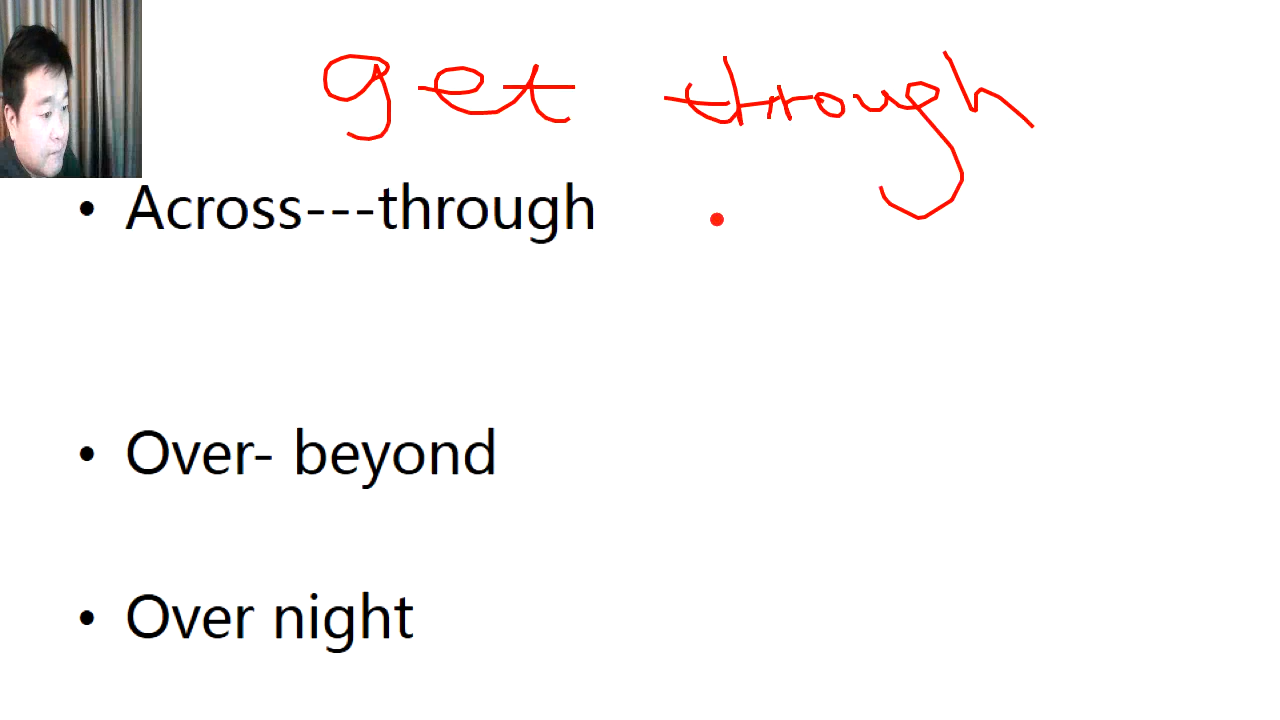 get through
• Across---through
• Over- beyond
• Over night